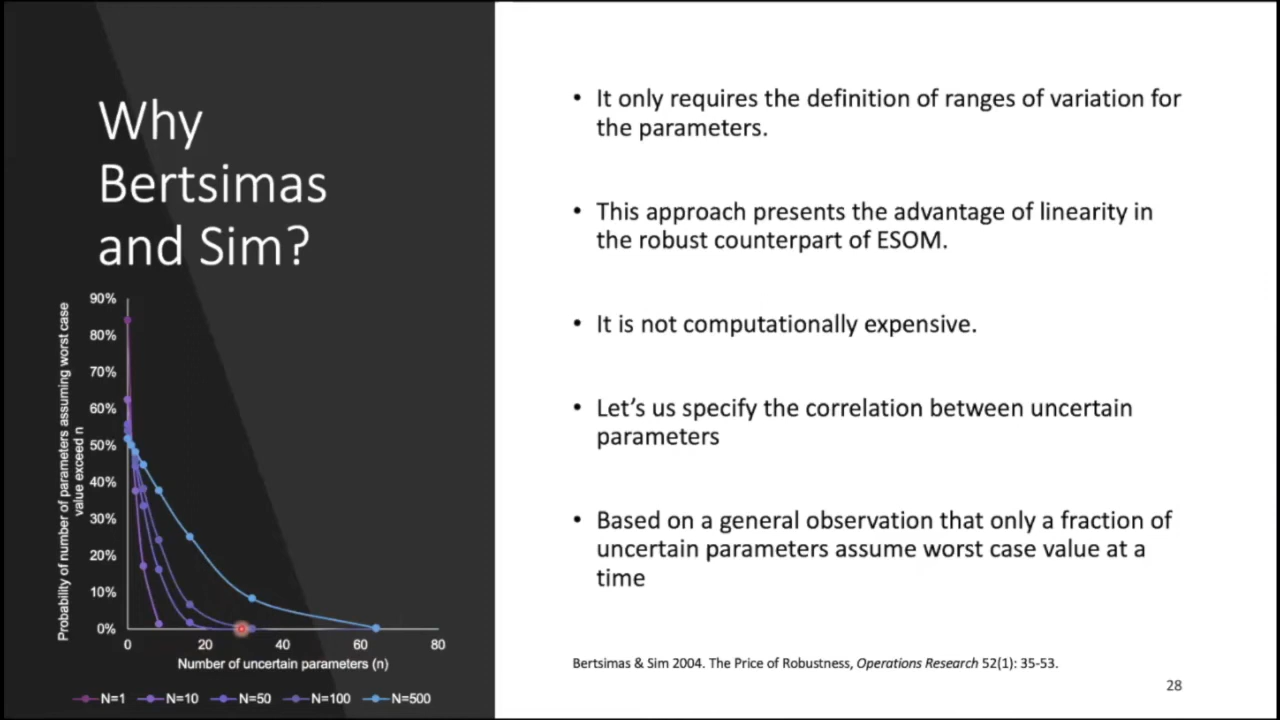 Why
Bertsimas
and Sim?
Probability of number of parameters assuming worst case
value exceed n
90%
80%
70%
60%
50%
40%
30%
20%
10%
0%
0 20 40 60 80
Number of uncertain parameters (n)
N=1 N=10 N=50 N=100 N=500
• It only requires the definition of ranges of variation for
the parameters.
• This approach presents the advantage of linearity in
the robust counterpart of ESOM.
• It is not computationally expensive.
• Let's us specify the correlation between uncertain
parameters
• Based on a general observation that only a fraction of
uncertain parameters assume worst case value at a
time
Bertsimas & Sim 2004. The Price of Robustness, Operations Research 52(1): 35-53.
28